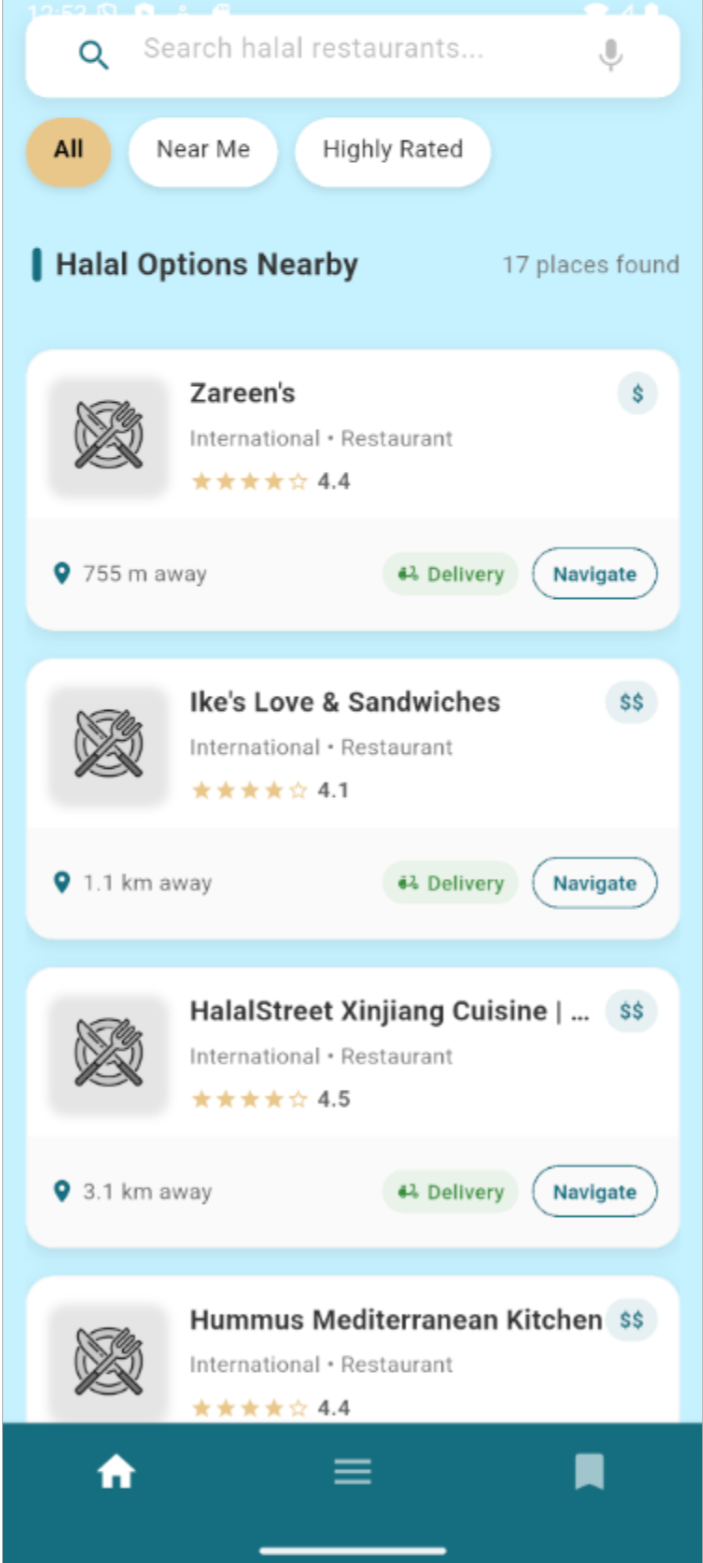 12:52
Search halal restaurants...
All Near Me Highly Rated
Halal Options Nearby 17 places found
Zareen's $
International • Restaurant
4.4
755 m away Delivery Navigate
Ike's Love & Sandwiches $$
International • Restaurant
4.1
1.1 km away Delivery Navigate
HalalStreet Xinjiang Cuisine | ... $$
International • Restaurant
4.5
3.1 km away Delivery Navigate
Hummus Mediterranean Kitchen $$
International • Restaurant
4.4